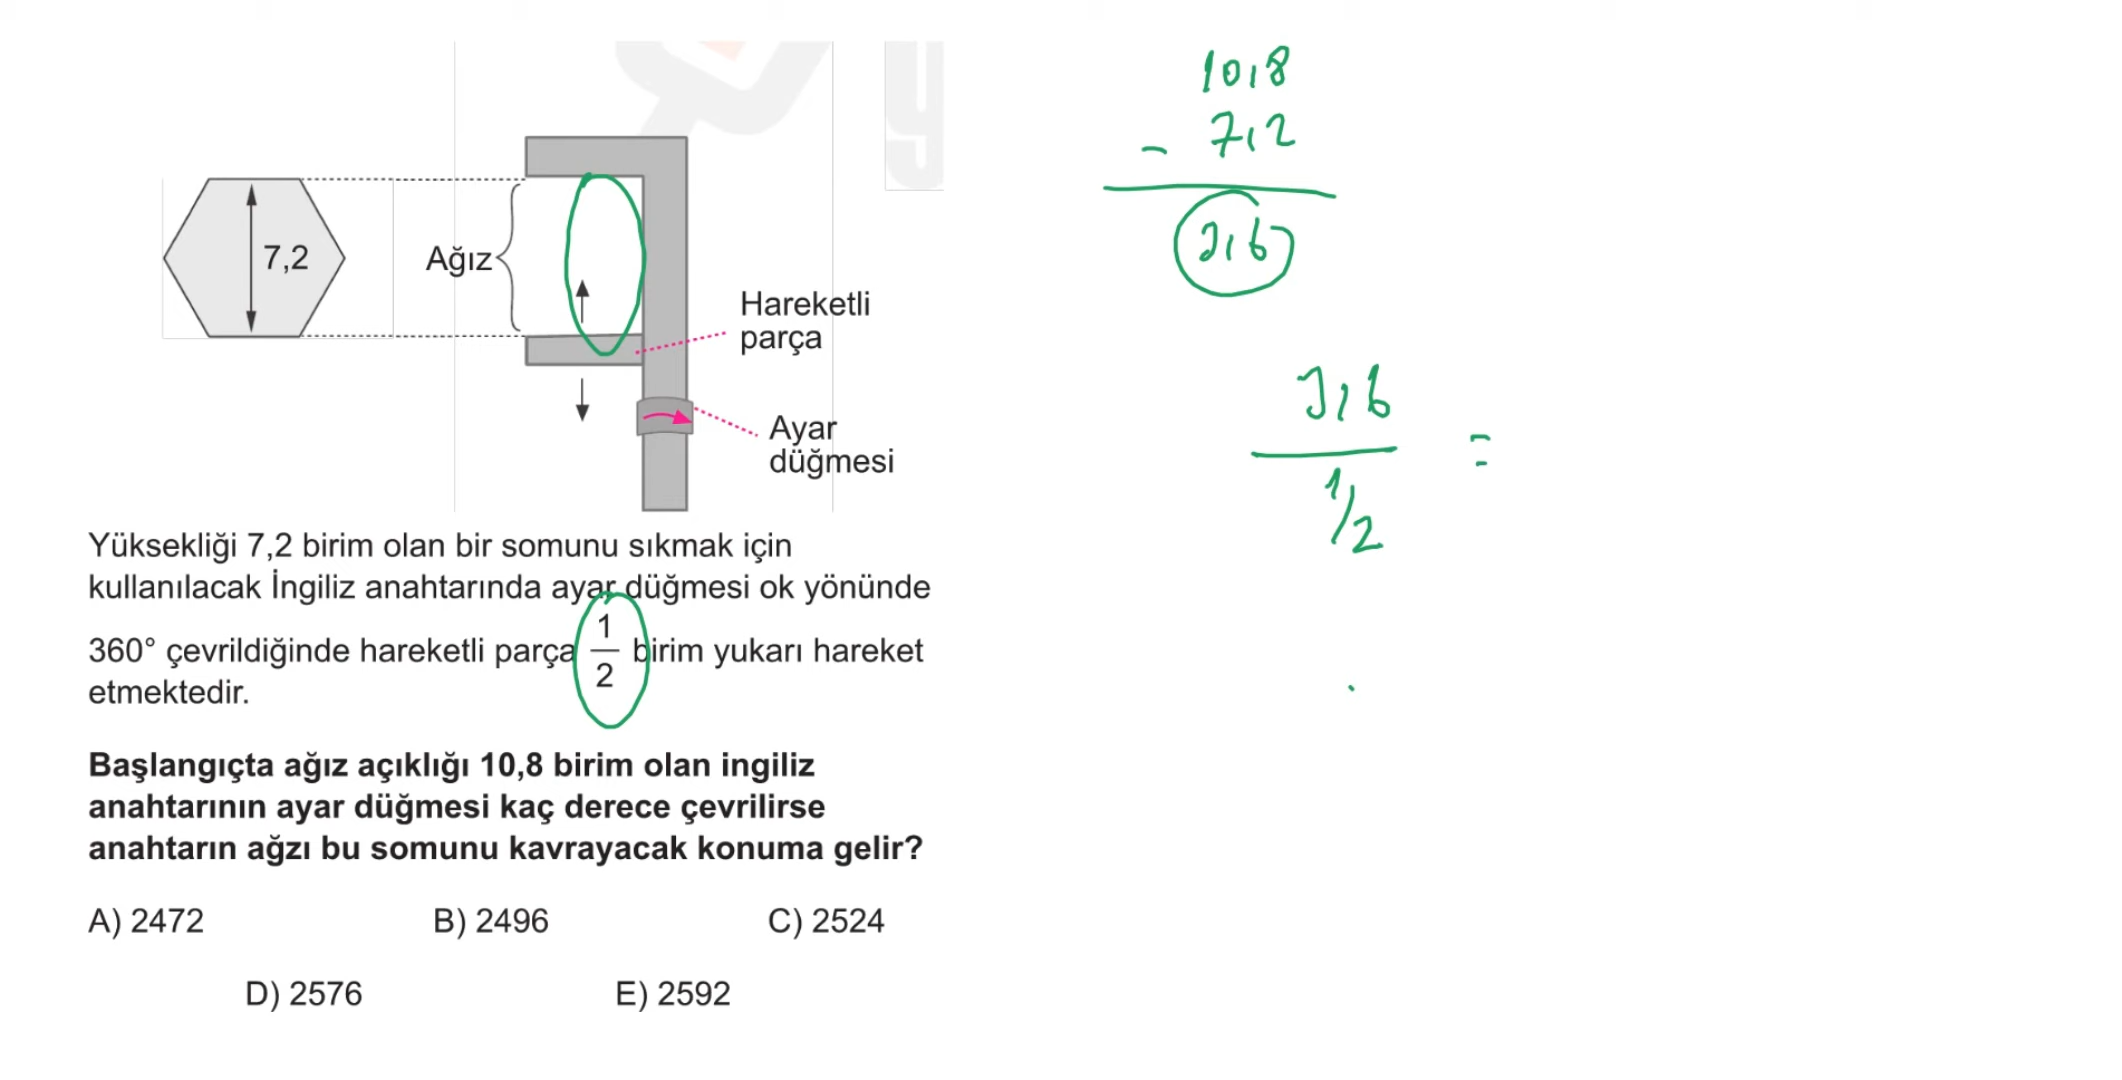 7,2
Ağız
Hareketli
parça
Ayar
düğmesi
Yüksekliği 7,2 birim olan bir somunu sıkmak için
kullanılacak İngiliz anahtarında ayar düğmesi ok yönünde
360° çevrildiğinde hareketli parça 1/2 birim yukarı hareket
etmektedir.
Başlangıçta ağız açıklığı 10,8 birim olan ingiliz
anahtarının ayar düğmesi kaç derece çevrilirse
anahtarın ağzı bu somunu kavrayacak konuma gelir?
A) 2472 B) 2496 C) 2524
D) 2576 E) 2592
10,8
- 7,2
3,6
3,6
1/2 =